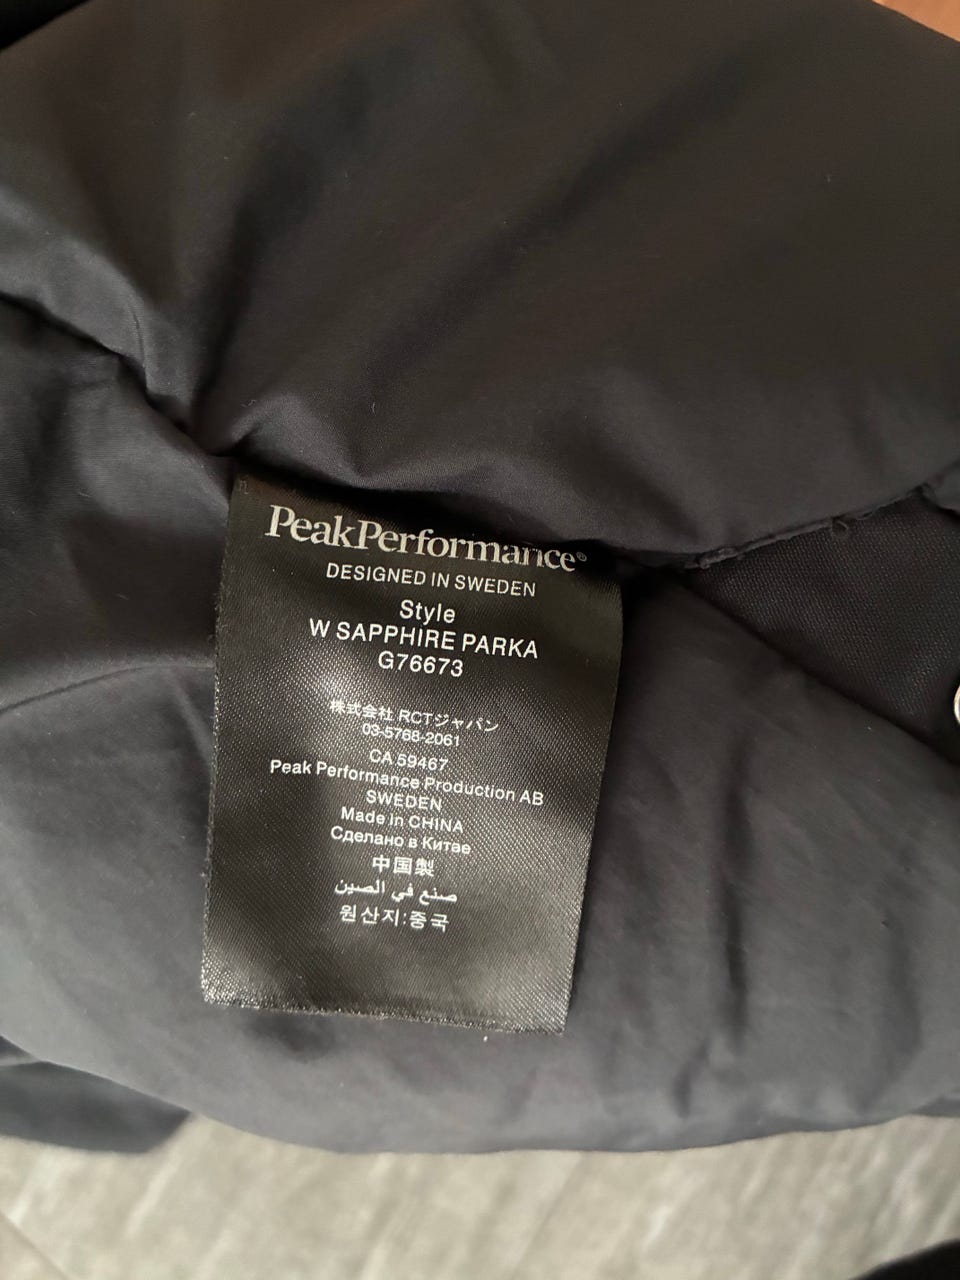 PeakPerformance®
DESIGNED IN SWEDEN
Style
W SAPPHIRE PARKA
G76673
株式会社 RCTジャパン
03-5768-2061
CA 59467
Peak Performance Production AB
SWEDEN
Made in CHINA
Сделано в Китае
中国製
صنع في الصين
원산지:중국